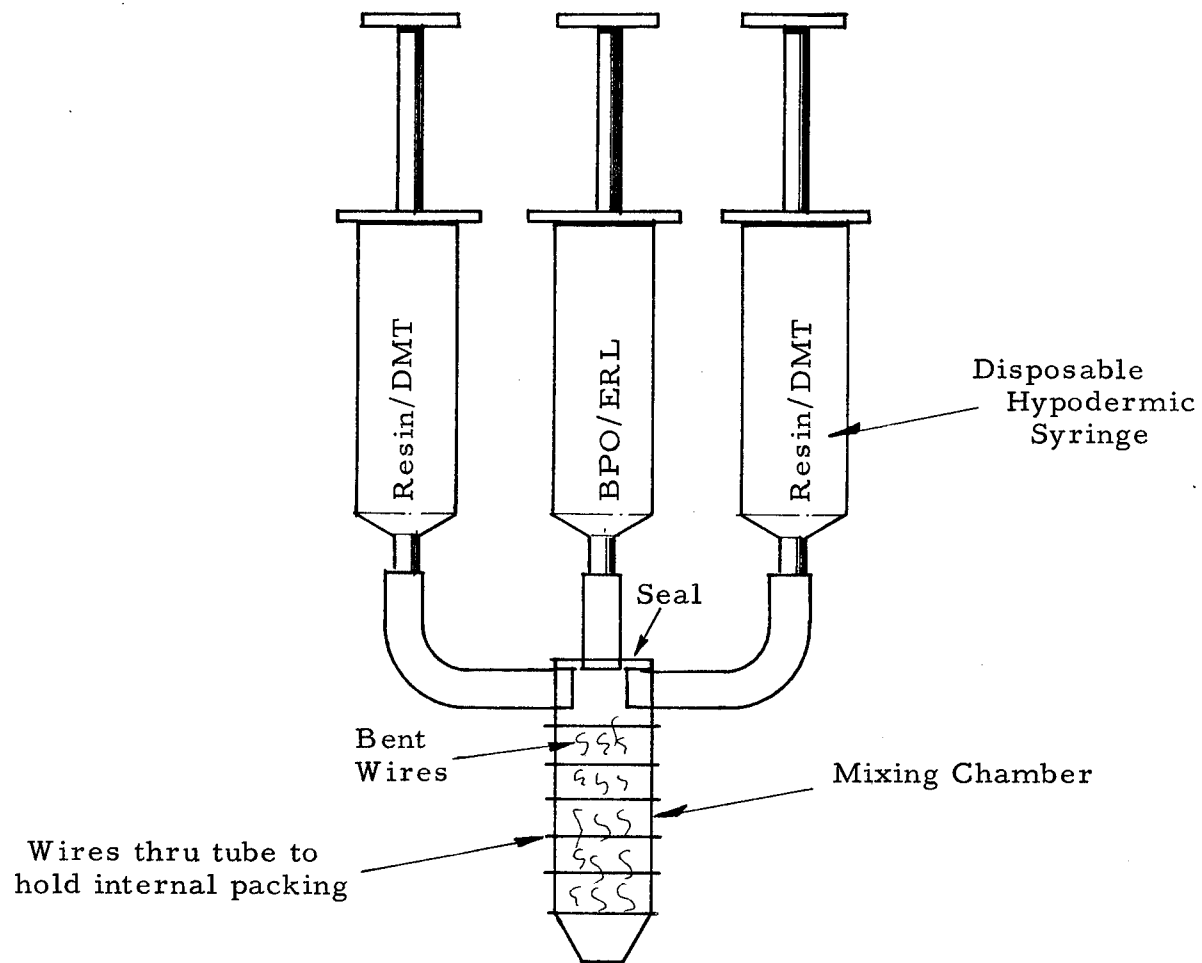 Resin/DMT
BPO/ERL
Resin/DMT
Disposable
Hypodermic
Syringe
Seal
Bent
Wires
Mixing Chamber
Wires thru tube to
hold internal packing